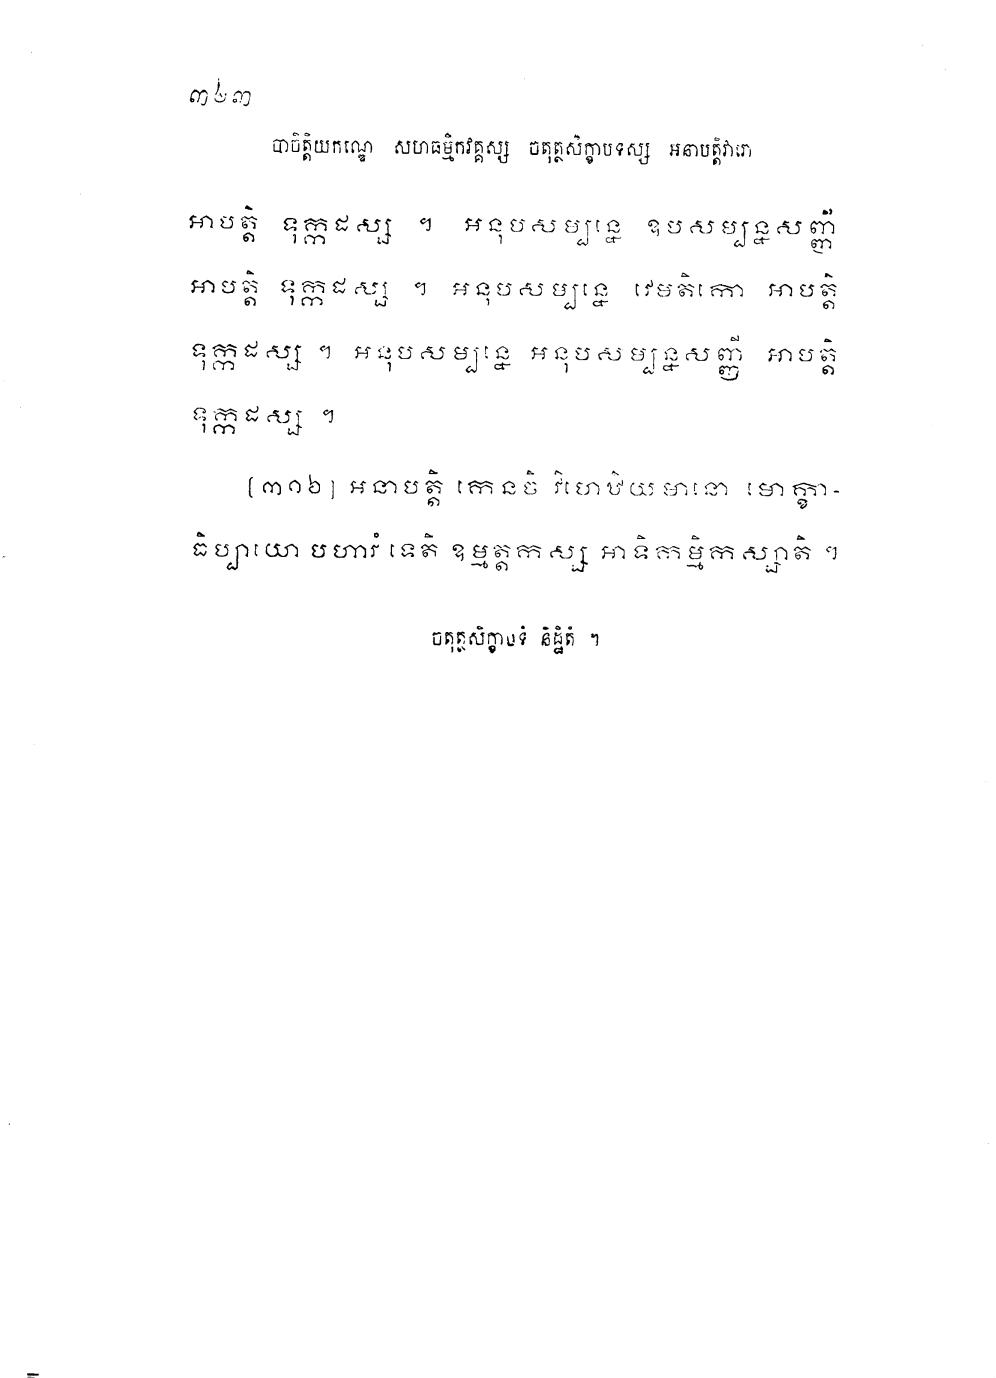 ៣៦៣
បាចិត្តិយកណ្ឌេ សហធម្មិកវគ្គស្ស ចតុត្ថសិក្ខាបទស្ស អនាបត្តិវារោ
អាបត្តិ ទុក្កដស្ស ។ អនុបសម្បន្នេ ឧបសម្បន្នសញ្ញី
អាបត្តិ ទុក្កដស្ស ។ អនុបសម្បន្នេ វេមតិកោ អាបត្តិ
ទុក្កដស្ស ។ អនុបសម្បន្នេ អនុបសម្បន្នសញ្ញី អាបត្តិ
ទុក្កដស្ស ។
[៣១៦] អនាបត្តិ កេនចិ វិហេឋិយមានោ មោក្ខា-
ធិប្បាយោ បហារំ ទេតិ ឧម្មត្តកស្ស អាទិកម្មិកស្សាតិ ។
ចតុត្ថសិក្ខាបទំ និដ្ឋិតំ ។